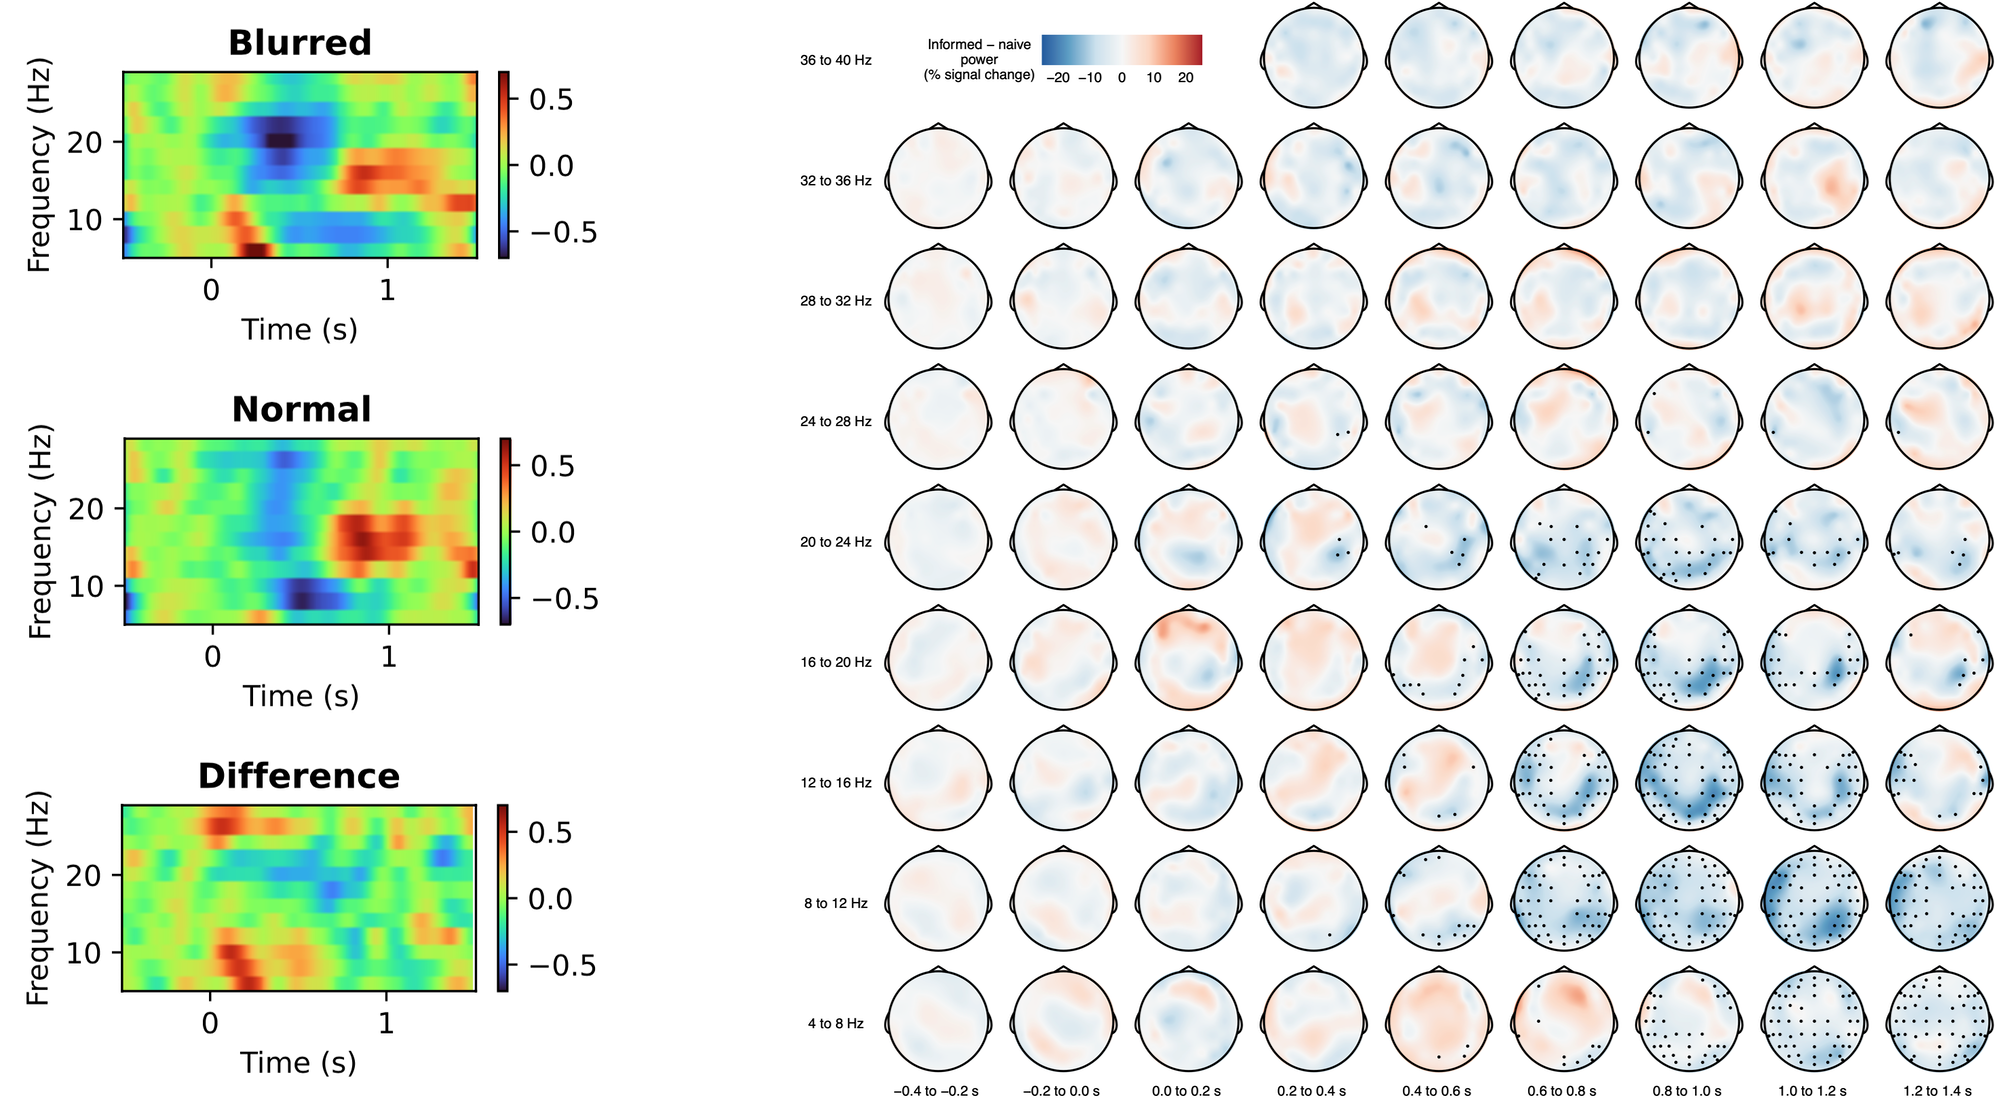 Blurred
Frequency (Hz)
20
10
0.5
0.0
−0.5
0
1
Time (s)
Normal
Frequency (Hz)
20
10
0.5
0.0
−0.5
0
1
Time (s)
Difference
Frequency (Hz)
20
10
0.5
0.0
−0.5
0
1
Time (s)
Informed – naive
power
(% signal change)
−20 −10 0 10 20
36 to 40 Hz
32 to 36 Hz
28 to 32 Hz
24 to 28 Hz
20 to 24 Hz
16 to 20 Hz
12 to 16 Hz
8 to 12 Hz
4 to 8 Hz
−0.4 to −0.2 s
−0.2 to 0.0 s
0.0 to 0.2 s
0.2 to 0.4 s
0.4 to 0.6 s
0.6 to 0.8 s
0.8 to 1.0 s
1.0 to 1.2 s
1.2 to 1.4 s